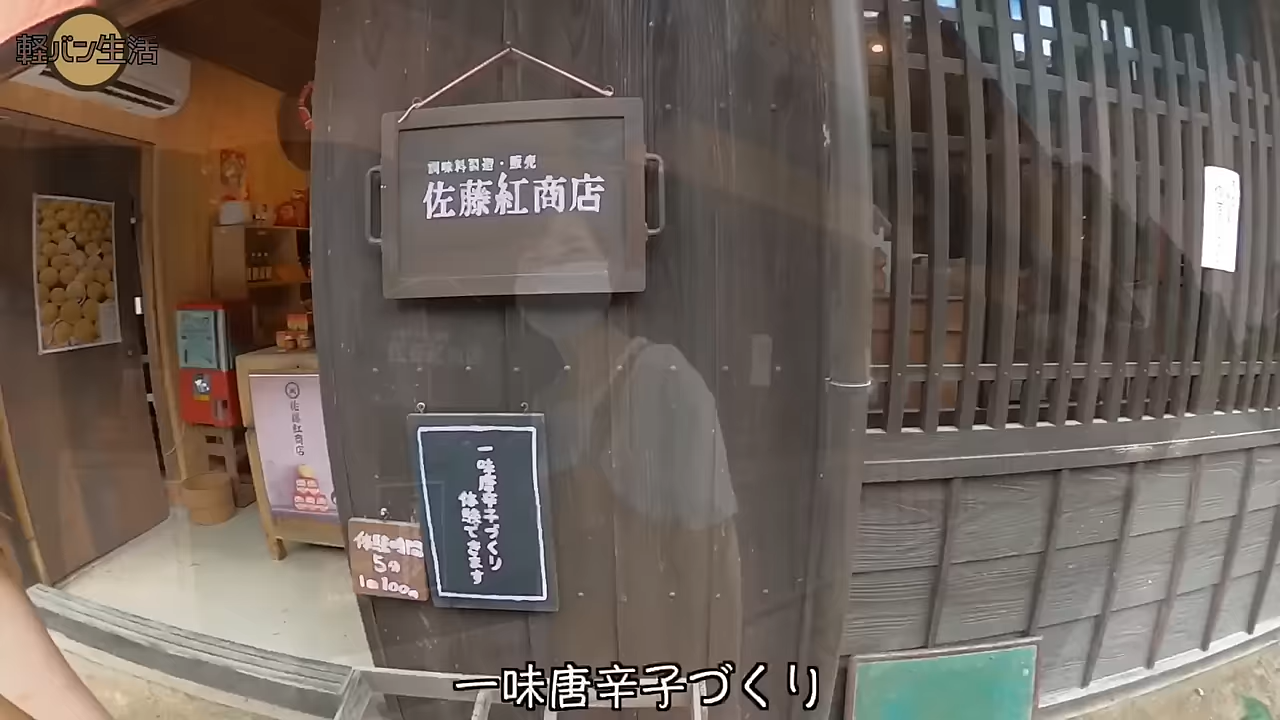 軽バン生活
調味料製造・販売
佐藤紅商店
佐藤紅商店
一味唐辛子づくり
体験できます
体験時間
5分
1回100円
一味唐辛子づくり